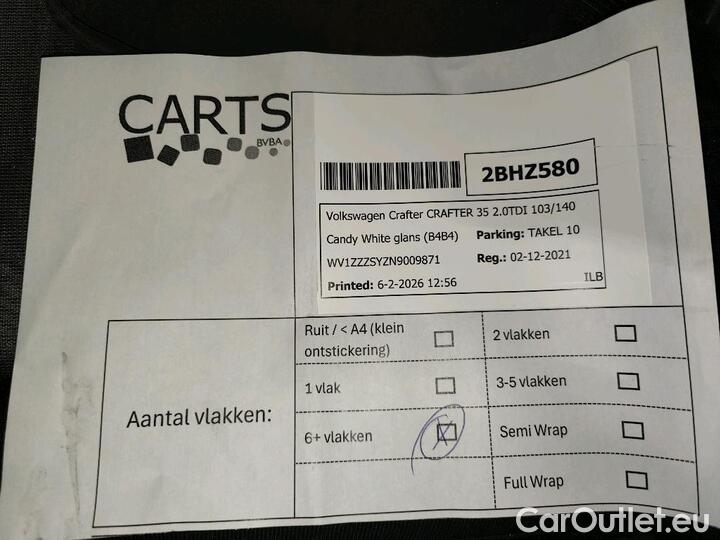 CARTS
BVBA
2BHZ580
Volkswagen Crafter CRAFTER 35 2.0TDI 103/140
Candy White glans (B4B4) Parking: TAKEL 10
WV1ZZZSYZN9009871 Reg.: 02-12-2021
Printed: 6-2-2026 12:56 ILB
Aantal vlakken:
Ruit / < A4 (klein
ontstickering)
2 vlakken
1 vlak
3-5 vlakken
6+ vlakken
X
Semi Wrap
Full Wrap
CarOutlet.eu